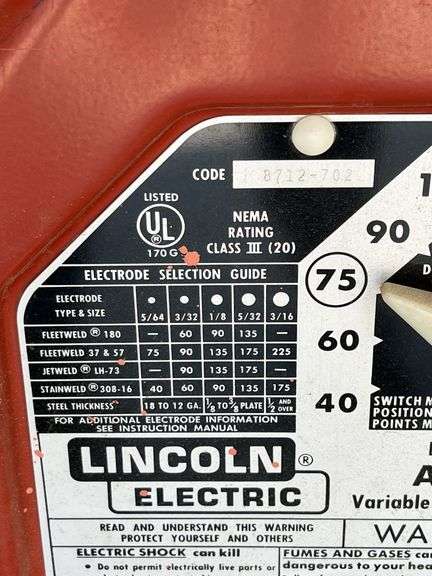 CODE 8712-702
LISTED
UL
170 G
NEMA
RATING
CLASS III (20)
ELECTRODE SELECTION GUIDE
ELECTRODE TYPE & SIZE 5/64 3/32 1/8 5/32 3/16
FLEETWELD ® 180 — 60 90 135 —
FLEETWELD 37 & 57 75 90 135 175 225
JETWELD ® LH-73 — 90 135 175 —
STAINWELD ® 308-16 40 60 90 135 175
STEEL THICKNESS 18 TO 12 GA. 1/8 TO 3/8 PLATE 1/2 AND OVER
FOR ADDITIONAL ELECTRODE INFORMATION
SEE INSTRUCTION MANUAL
90
75
60
40
SWITCH M
POSITION
POINTS M
LINCOLN ®
ELECTRIC
A
Variable
READ AND UNDERSTAND THIS WARNING
PROTECT YOURSELF AND OTHERS
WA
ELECTRIC SHOCK can kill
• Do not permit electrically live parts or
FUMES AND GASES can
dangerous to your hea